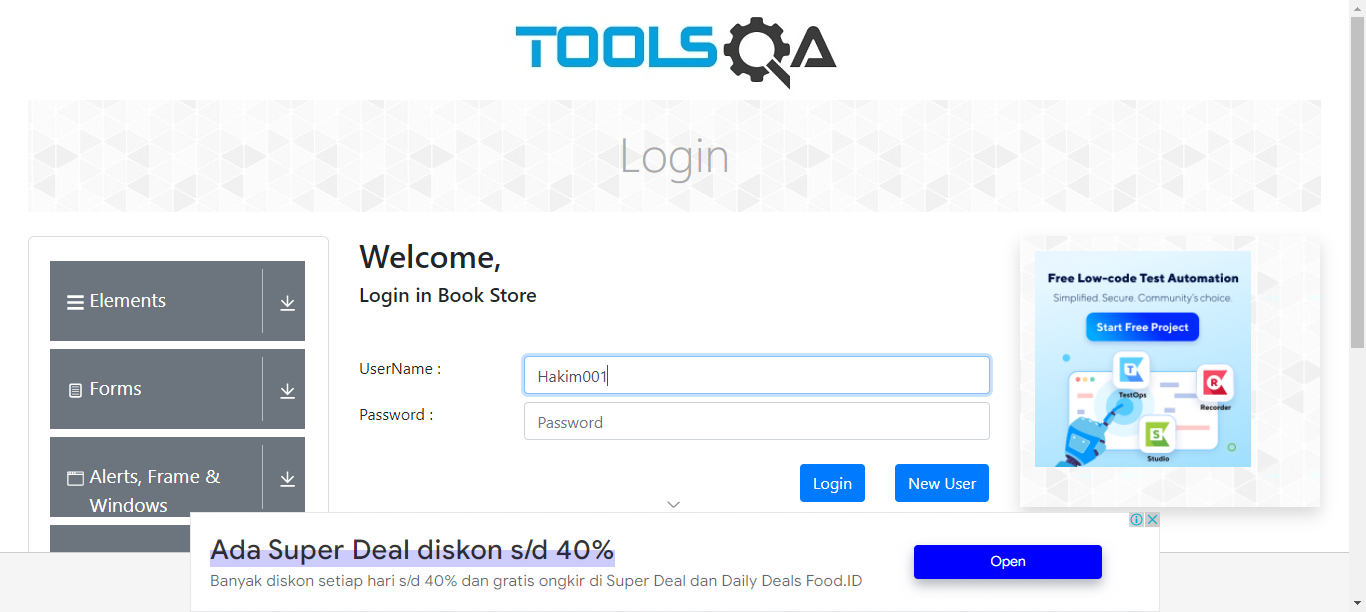 TOOLSQA
Login
Elements
Forms
Alerts, Frame &
Windows
Welcome,
Login in Book Store
UserName :
Hakim001
Password :
Password
Login
New User
Free Low-code Test Automation
Simplified. Secure. Community's choice.
Start Free Project
T
TestOps
R
Recorder
S
Studio
Ada Super Deal diskon s/d 40%
Banyak diskon setiap hari s/d 40% dan gratis ongkir di Super Deal dan Daily Deals Food.ID
Open